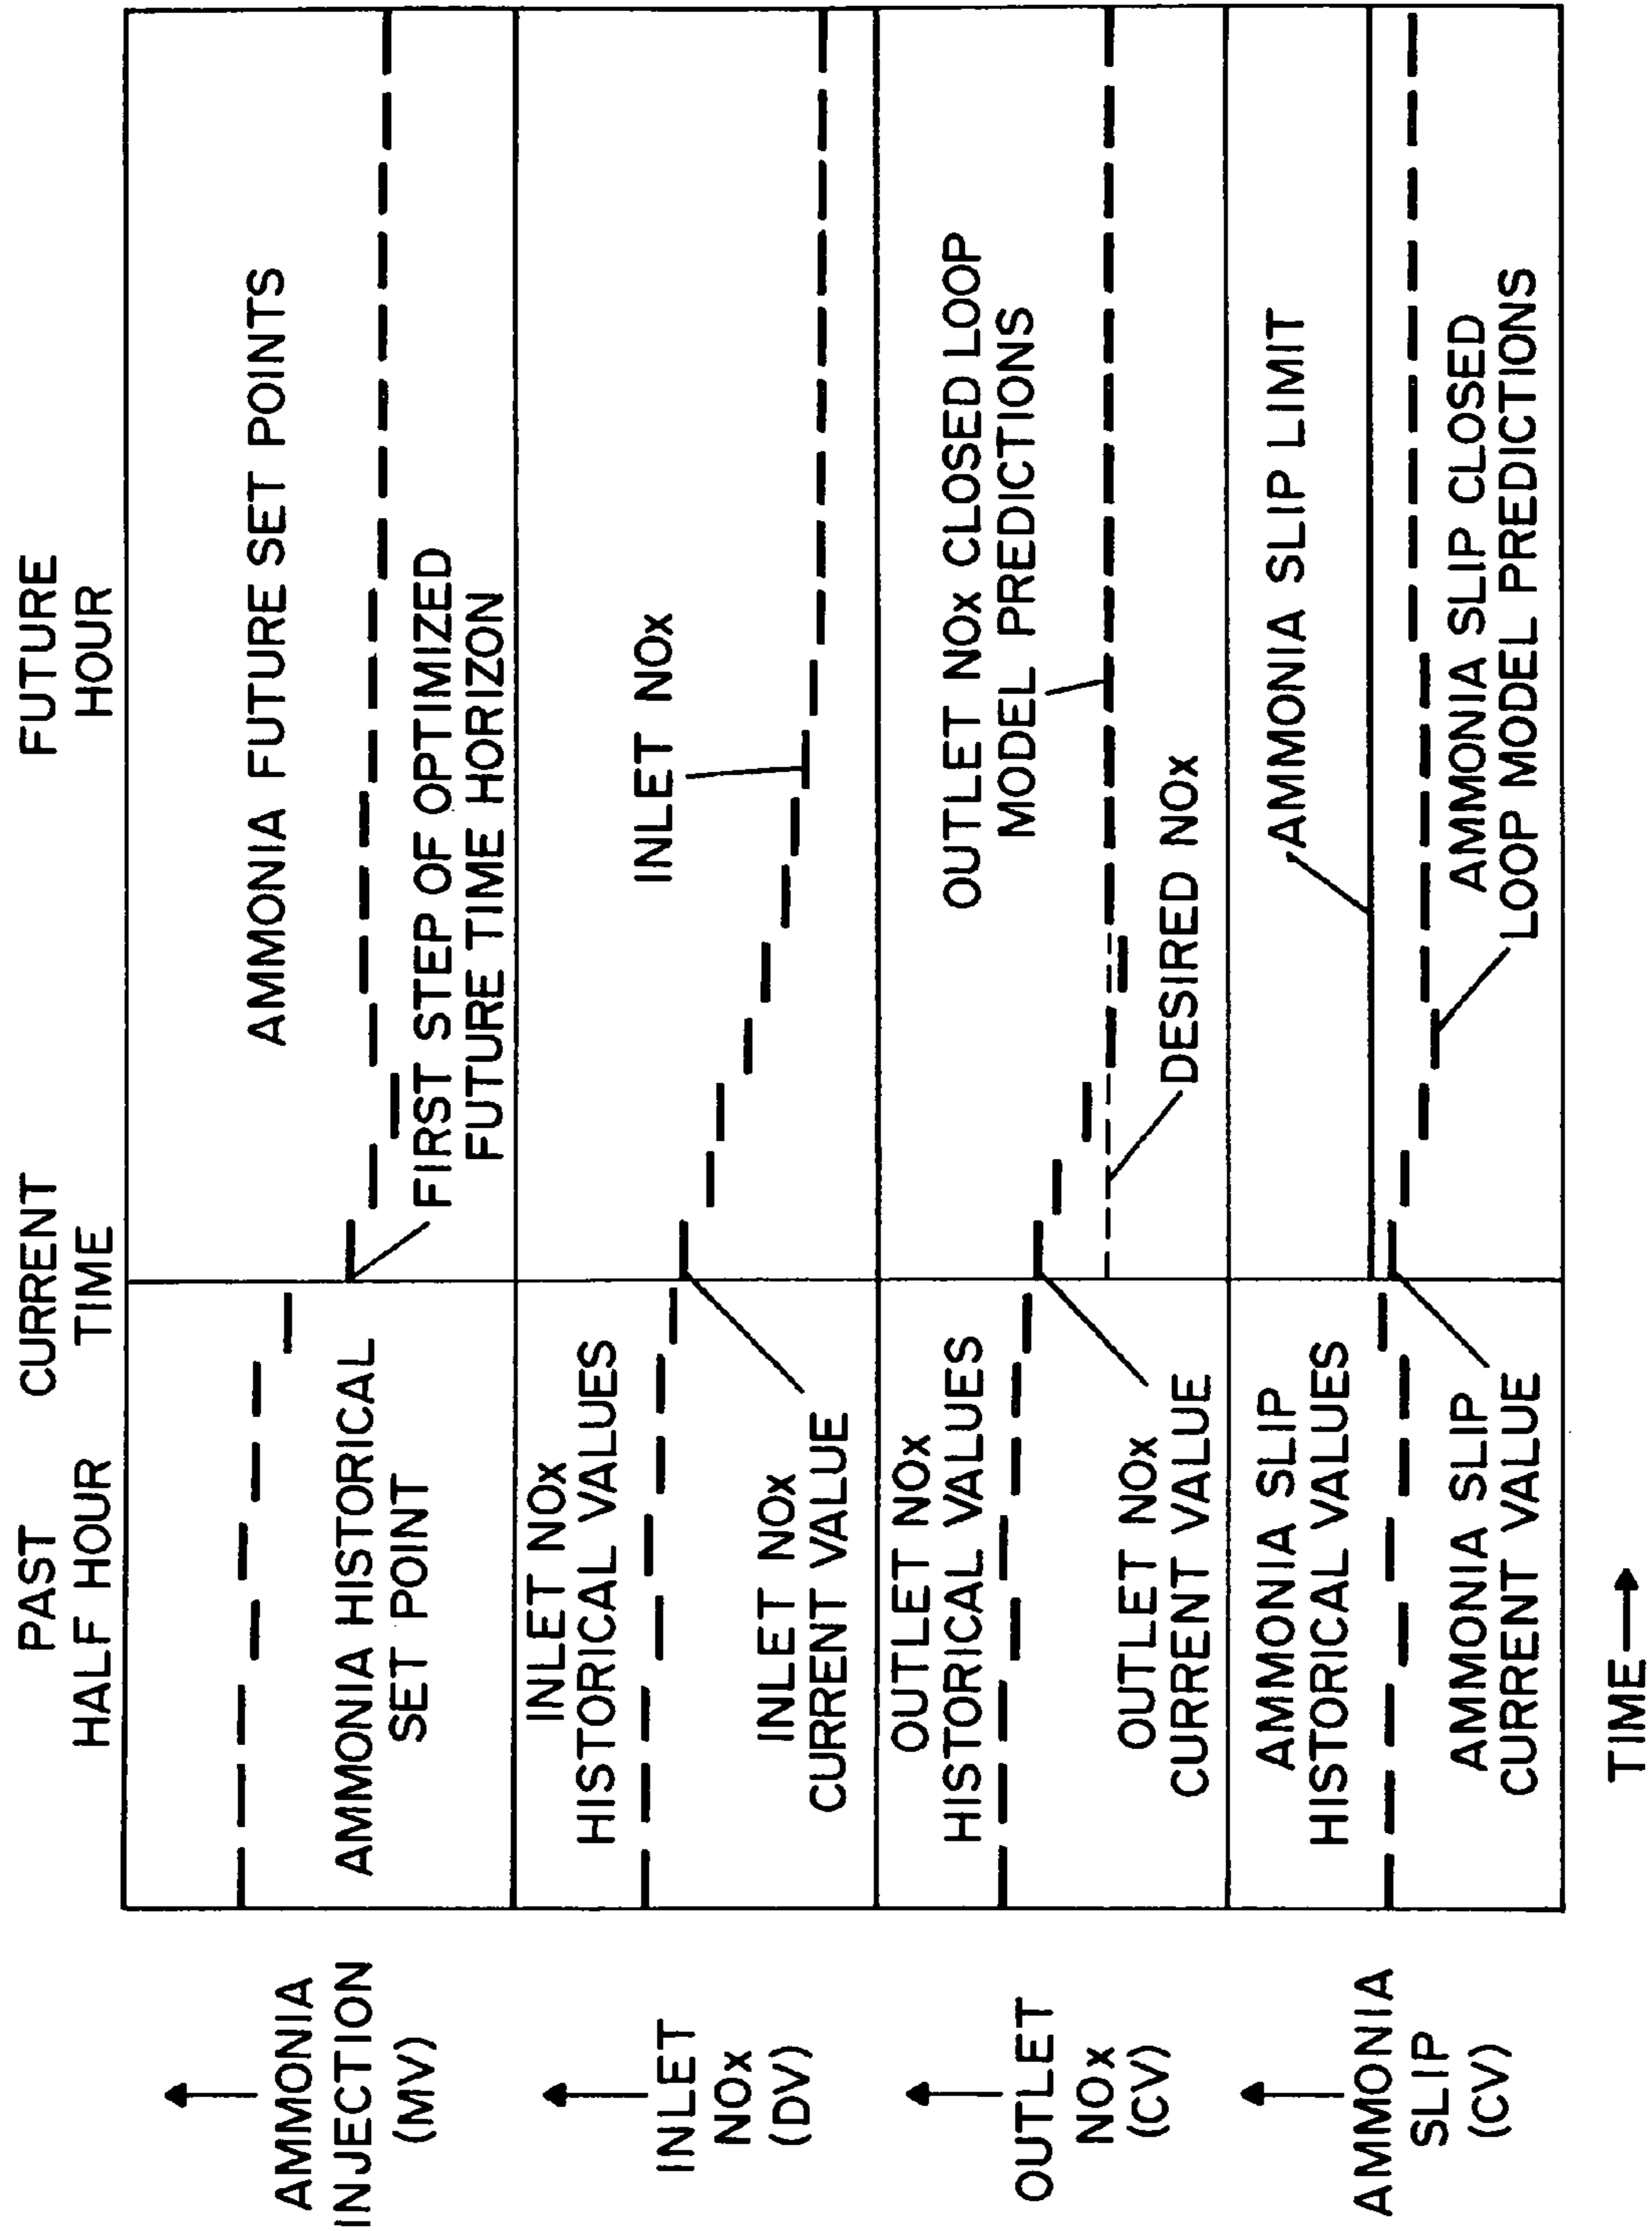 PAST
HALF HOUR
CURRENT
TIME
FUTURE
HOUR
AMMONIA
INJECTION
(MV)
AMMONIA HISTORICAL
SET POINT
AMMONIA FUTURE SET POINTS
FIRST STEP OF OPTIMIZED
FUTURE TIME HORIZON
INLET
NOx
(DV)
INLET NOx
HISTORICAL VALUES
INLET NOx
CURRENT VALUE
INLET NOx
OUTLET
NOx
(CV)
OUTLET NOx
HISTORICAL VALUES
OUTLET NOx
CURRENT VALUE
OUTLET NOx CLOSED LOOP
MODEL PREDICTIONS
DESIRED NOx
AMMONIA
SLIP
(CV)
AMMONIA SLIP
HISTORICAL VALUES
AMMONIA SLIP
CURRENT VALUE
AMMONIA SLIP LIMIT
AMMONIA SLIP CLOSED
LOOP MODEL PREDICTIONS
TIME